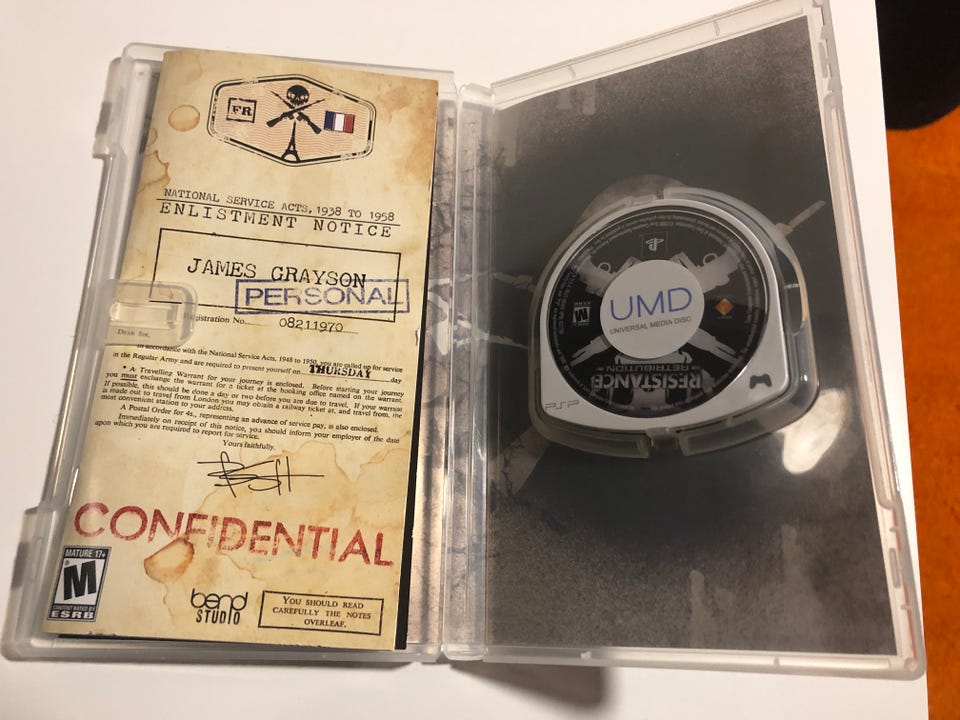 FR
NATIONAL SERVICE ACTS, 1938 TO 1958
ENLISTMENT NOTICE
JAMES GRAYSON
PERSONAL
gistration No.
08211970
DEAR SIR,
In accordance with the National Service Acts, 1948 to 1950, you are called up for service
in the Regular Army and are required to present yourself on THURSDAY day
• A Travelling Warrant for your journey is enclosed. Before starting your journey
you must exchange the warrant for a ticket at the booking office named on the warrant.
If possible, this should be done a day or two before you are due to travel. If your warrant
is made out to travel from London you may obtain a railway ticket at, and travel from, the
most convenient station to your address.
A Postal Order for 4s., representing an advance of service pay, is also enclosed.
Immediately on receipt of this notice, you should inform your employer of the date
upon which you are required to report for service.
Yours faithfully,
CONFIDENTIAL
MATURE 17+
M
CONTENT RATED BY
ESRB
bend
STUDIO
YOU SHOULD READ
CAREFULLY THE NOTES
OVERLEAF.
UMD
UNIVERSAL MEDIA DISC
M
RESISTANCE
RETRIBUTION
PSP